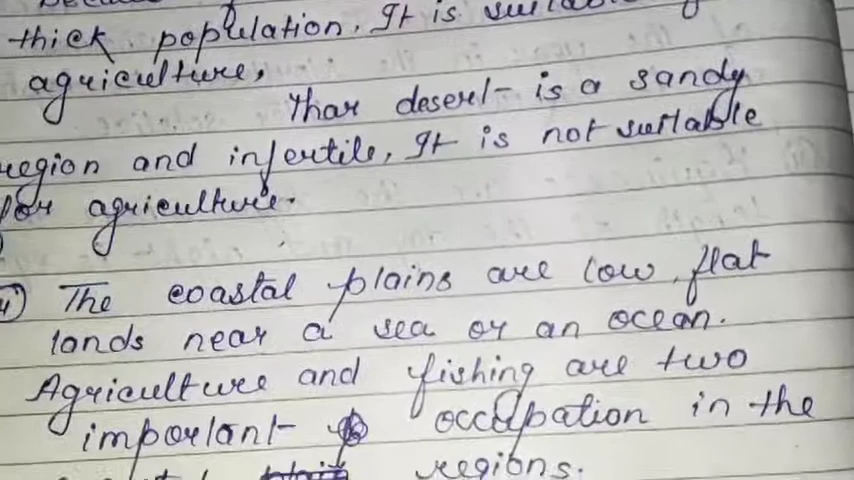 thick population. It is suitable
agriculture.
Thar desert is a sandy
region and infertile, It is not suitable
for agriculture.
The coastal plains are low, flat
lands near a sea or an ocean.
Agriculture and fishing are two
important occupation in the
regions.